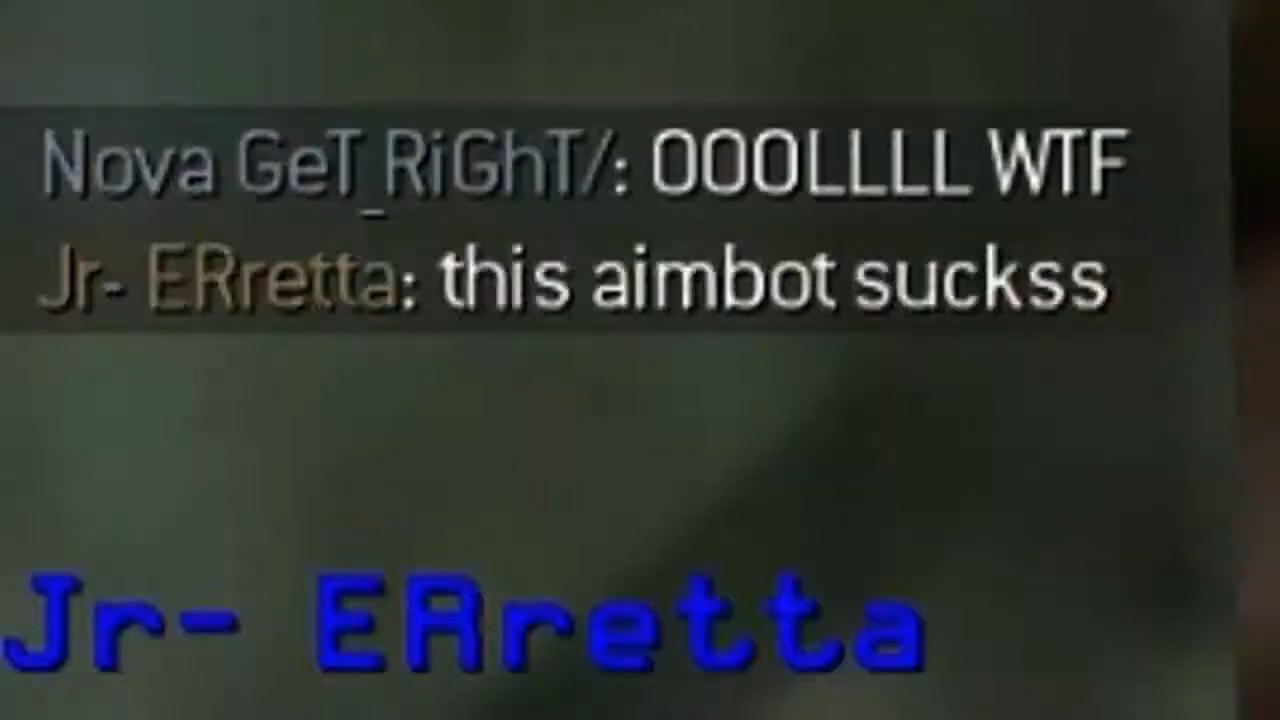 Nova GeT_RiGhT/: OOOLLLL WTF
Jr- ERretta: this aimbot suckss
Jr- ERretta